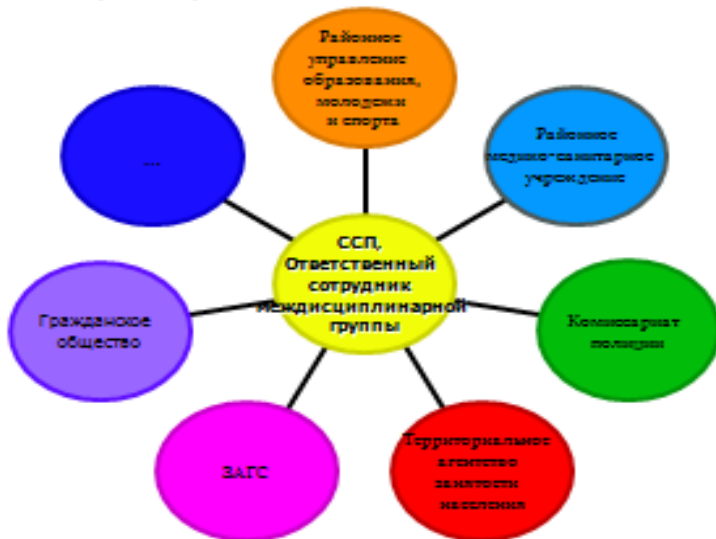 Районное
управление
образования,
молодежи
и спорта
...
Районное
медико-санитарное
учреждение
ССП,
Ответственный
сотрудник
междисциплинарной
группы
Гражданское
общество
Комиссариат
полиции
ЗАГС
Территориальное
агентство
занятости
населения